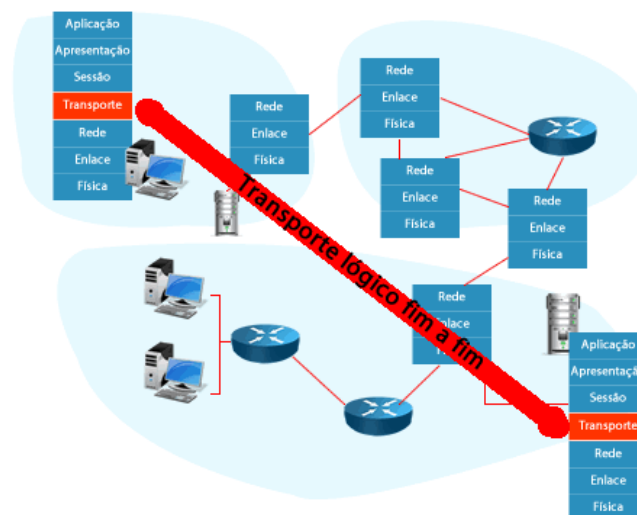 Aplicação
Apresentação
Sessão
Transporte
Rede
Enlace
Física
Rede
Enlace
Física
Rede
Enlace
Física
Rede
Enlace
Física
Rede
Enlace
Física
Transporte lógico fim a fim
Rede
Aplicação
Apresentação
Sessão
Transporte
Rede
Enlace
Física